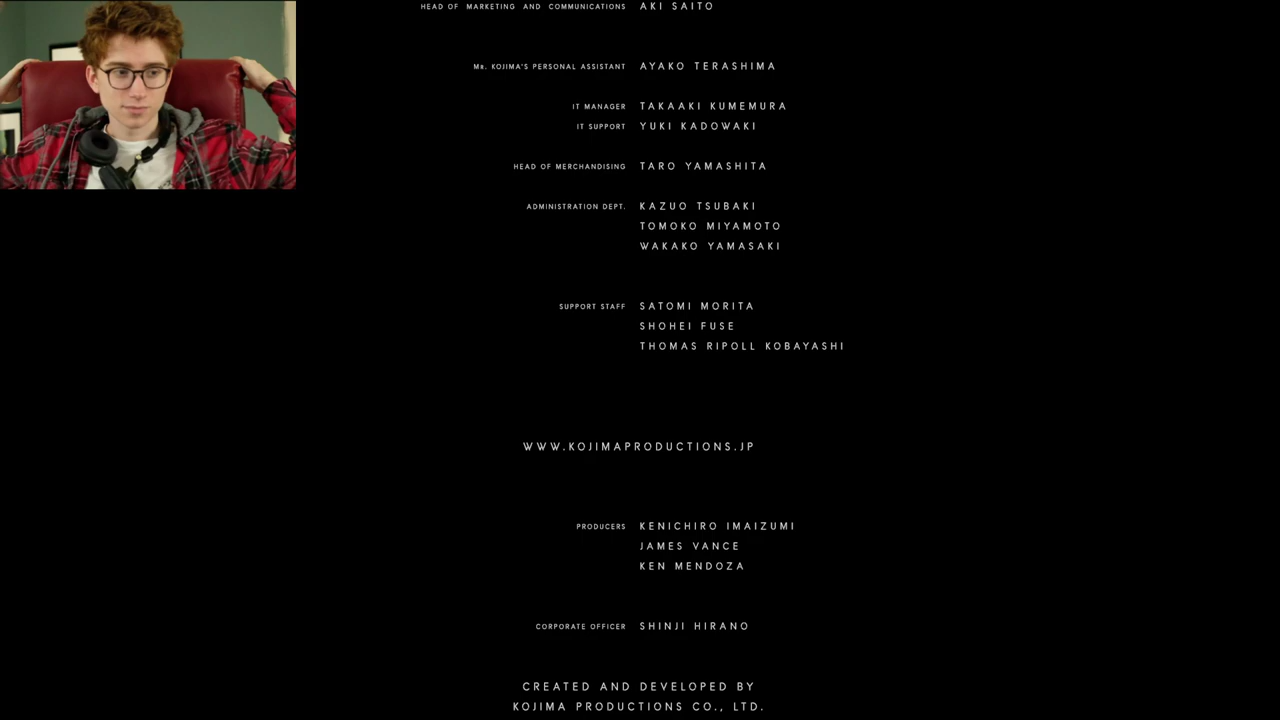 HEAD OF MARKETING AND COMMUNICATIONS AKI SAITO
MR. KOJIMA'S PERSONAL ASSISTANT AYAKO TERASHIMA
IT MANAGER TAKAAKI KUMEMURA
IT SUPPORT YUKI KADOWAKI
HEAD OF MERCHANDISING TARO YAMASHITA
ADMINISTRATION DEPT. KAZUO TSUBAKI
TOMOKO MIYAMOTO
WAKAKO YAMASAKI
SUPPORT STAFF SATOMI MORITA
SHOHEI FUSE
THOMAS RIPOLL KOBAYASHI
WWW.KOJIMAPRODUCTIONS.JP
PRODUCERS KENICHIRO IMAIZUMI
JAMES VANCE
KEN MENDOZA
CORPORATE OFFICER SHINJI HIRANO
CREATED AND DEVELOPED BY
KOJIMA PRODUCTIONS CO., LTD.